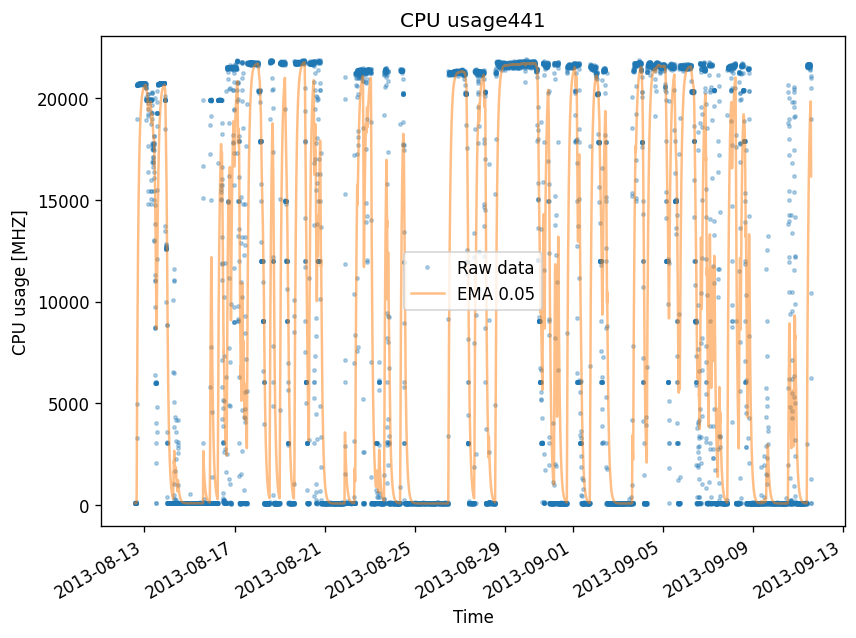 CPU usage441
CPU usage [MHZ]
20000
15000
10000
5000
0
Raw data
EMA 0.05
2013-08-13
2013-08-17
2013-08-21
2013-08-25
2013-08-29
2013-09-01
2013-09-05
2013-09-09
2013-09-13
Time